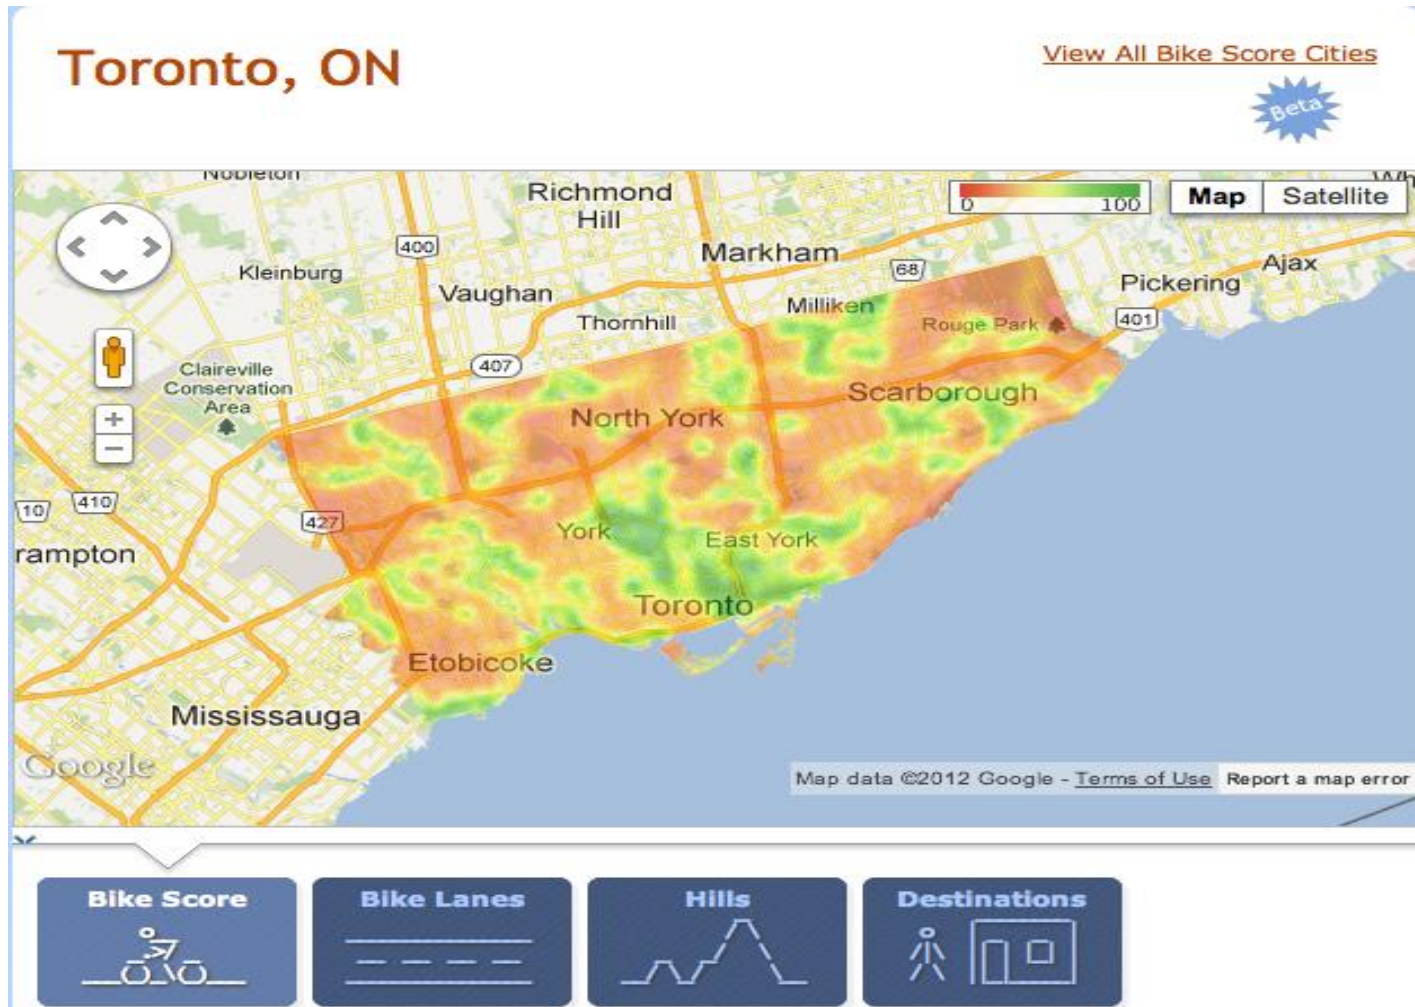 Toronto, ON
View All Bike Score Cities
Beta
Nobleton
Richmond
Hill
0 100
Map Satellite
Wh
400
Markham
68
Ajax
Kleinburg
Vaughan
Pickering
Milliken
Thornhill
Rouge Park
401
407
Claireville
Conservation
Area
Scarborough
North York
410
10
427
York
East York
rampton
Toronto
Etobicoke
Mississauga
Google
Map data ©2012 Google - Terms of Use Report a map error
Bike Score Bike Lanes Hills Destinations